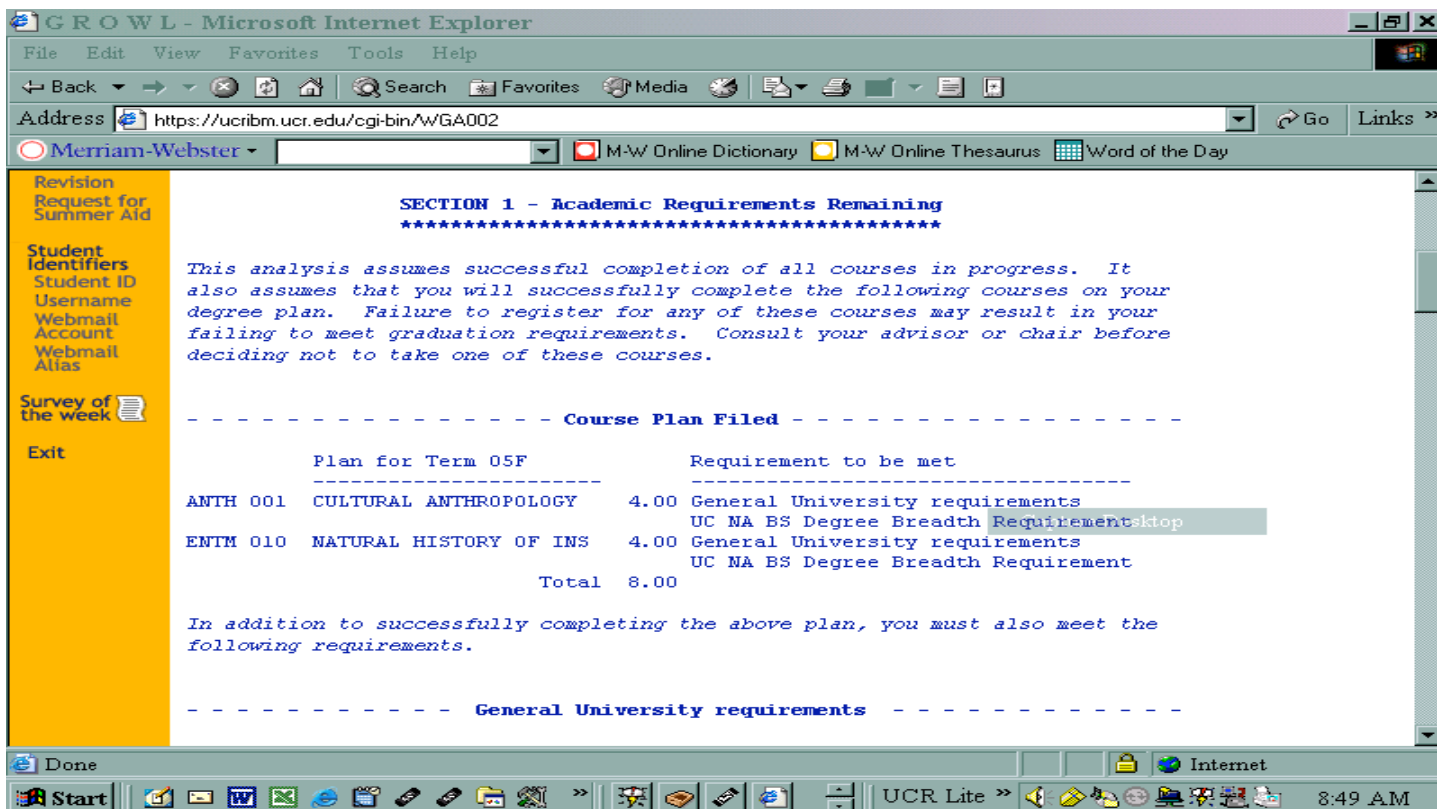 G R O W L - Microsoft Internet Explorer
File Edit View Favorites Tools Help
Back Search Favorites Media
Address https://ucribm.ucr.edu/cgi-bin/WGA002 Go Links »
Merriam-Webster M-W Online Dictionary M-W Online Thesaurus Word of the Day
Revision
Request for
Summer Aid
Student
Identifiers
Student ID
Username
Webmail
Account
Webmail
Alias
Survey of
the week
Exit
SECTION 1 - Academic Requirements Remaining
*******************************************
This analysis assumes successful completion of all courses in progress. It
also assumes that you will successfully complete the following courses on your
degree plan. Failure to register for any of these courses may result in your
failing to meet graduation requirements. Consult your advisor or chair before
deciding not to take one of these courses.
- - - - - - - - - - - - - - - Course Plan Filed - - - - - - - - - - - - - - - -
Plan for Term 05F Requirement to be met
----------------------- -----------------------------------
ANTH 001 CULTURAL ANTHROPOLOGY 4.00 General University requirements
UC NA BS Degree Breadth Requirement
ENTM 010 NATURAL HISTORY OF INS 4.00 General University requirements
UC NA BS Degree Breadth Requirement
Total 8.00
In addition to successfully completing the above plan, you must also meet the
following requirements.
- - - - - - - - - - - General University requirements - - - - - - - - - - - -
Done Internet
Start » UCR Lite » 8:49 AM